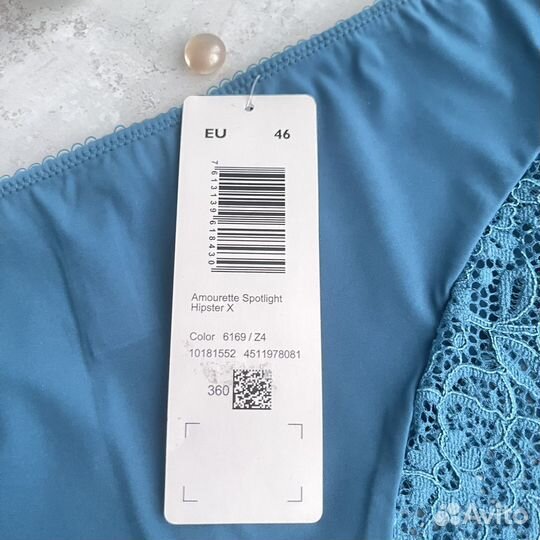 EU 46
7613139618430
Amourette Spotlight
Hipster X
Color 6169 / Z4
10181552 4511978081
360
Avito